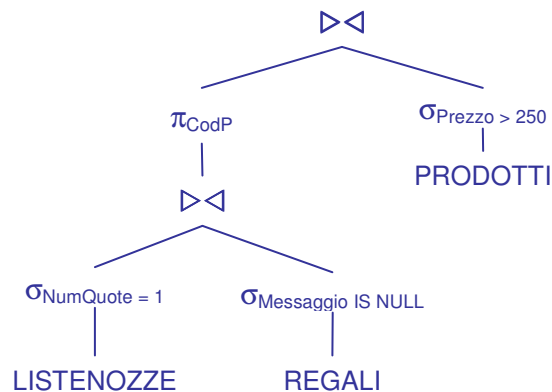 ▷◁
πCodP
σPrezzo > 250
PRODOTTI
▷◁
σNumQuote = 1
σMessaggio IS NULL
LISTENOZZE
REGALI